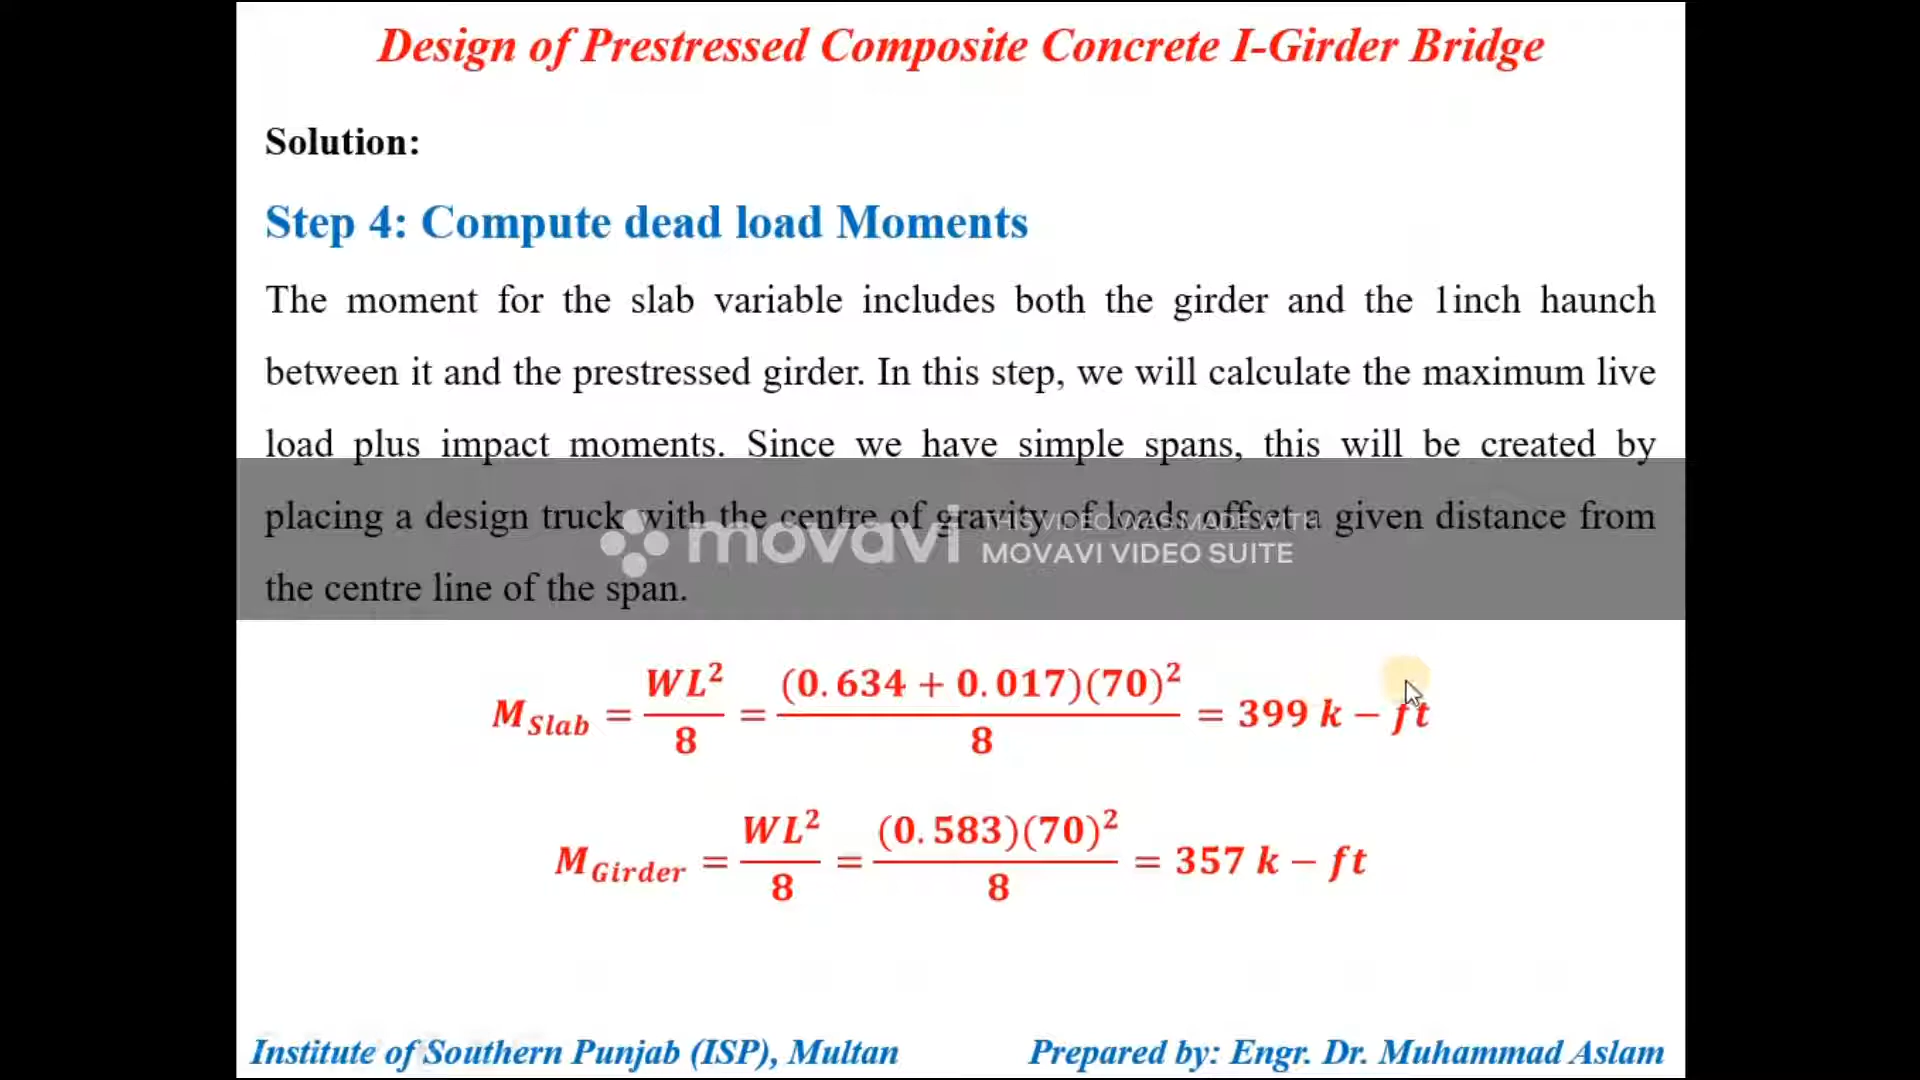 Design of Prestressed Composite Concrete I-Girder Bridge
Solution:
Step 4: Compute dead load Moments
The moment for the slab variable includes both the girder and the 1inch haunch
between it and the prestressed girder. In this step, we will calculate the maximum live
load plus impact moments. Since we have simple spans, this will be created by
placing a design truck with the centre of gravity of loads offset a given distance from
movavi THIS VIDEO WAS MADE WITH
MOVAVI VIDEO SUITE
the centre line of the span.
M_Slab = WL²/8 = (0.634 + 0.017)(70)²/8 = 399 k − ft
M_Girder = WL²/8 = (0.583)(70)²/8 = 357 k − ft
Institute of Southern Punjab (ISP), Multan Prepared by: Engr. Dr. Muhammad Aslam